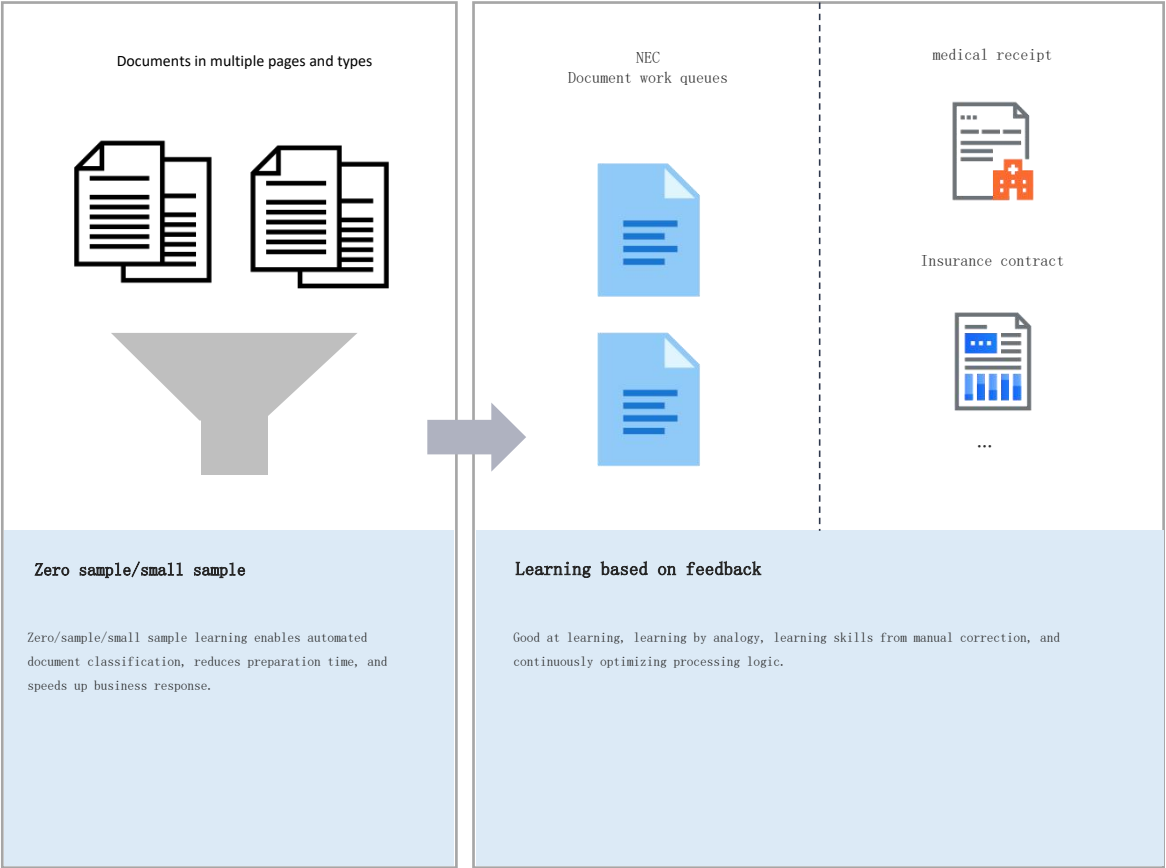 Documents in multiple pages and types
NEC
Document work queues
medical receipt
Insurance contract
...
Zero sample/small sample
Zero/sample/small sample learning enables automated
document classification, reduces preparation time, and
speeds up business response.
Learning based on feedback
Good at learning, learning by analogy, learning skills from manual correction, and
continuously optimizing processing logic.